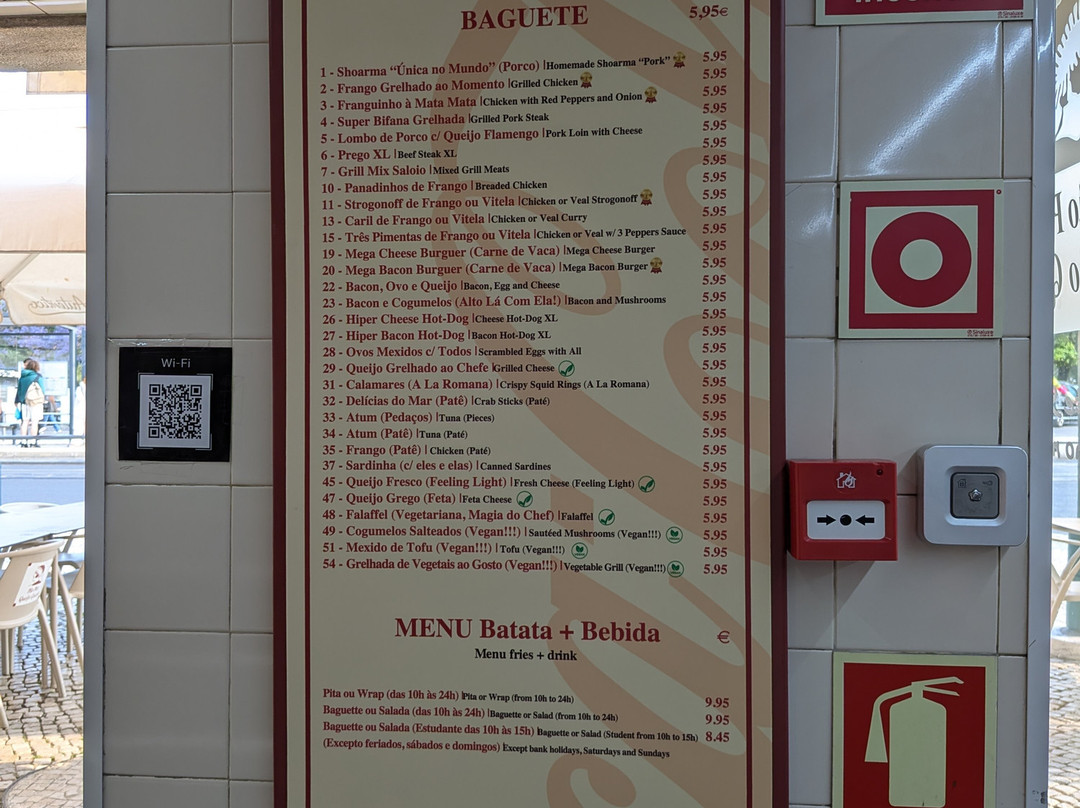 BAGUETE 5,95€
1 - Shoarma “Única no Mundo” (Porco) | Homemade Shoarma “Pork” 5.95
2 - Frango Grelhado ao Momento | Grilled Chicken 5.95
3 - Franguinho à Mata Mata | Chicken with Red Peppers and Onion 5.95
4 - Super Bifana Grelhada | Grilled Pork Steak 5.95
5 - Lombo de Porco c/ Queijo Flamengo | Pork Loin with Cheese 5.95
6 - Prego XL | Beef Steak XL 5.95
7 - Grill Mix Saloio | Mixed Grill Meats 5.95
10 - Panadinhos de Frango | Breaded Chicken 5.95
11 - Strogonoff de Frango ou Vitela | Chicken or Veal Strogonoff 5.95
13 - Caril de Frango ou Vitela | Chicken or Veal Curry 5.95
15 - Três Pimentas de Frango ou Vitela | Chicken or Veal w/ 3 Peppers Sauce 5.95
19 - Mega Cheese Burguer (Carne de Vaca) | Mega Cheese Burger 5.95
20 - Mega Bacon Burguer (Carne de Vaca) | Mega Bacon Burger 5.95
22 - Bacon, Ovo e Queijo | Bacon, Egg and Cheese 5.95
23 - Bacon e Cogumelos (Alto Lá Com Ela!) | Bacon and Mushrooms 5.95
26 - Híper Cheese Hot-Dog | Cheese Hot-Dog XL 5.95
27 - Híper Bacon Hot-Dog | Bacon Hot-Dog XL 5.95
28 - Ovos Mexidos c/ Todos | Scrambled Eggs with All 5.95
29 - Queijo Grelhado ao Chefe | Grilled Cheese 5.95
31 - Calamares (A La Romana) | Crispy Squid Rings (A La Romana) 5.95
32 - Delícias do Mar (Patê) | Crab Sticks (Paté) 5.95
33 - Atum (Pedaços) | Tuna (Pieces) 5.95
34 - Atum (Patê) | Tuna (Paté) 5.95
35 - Frango (Patê) | Chicken (Paté) 5.95
37 - Sardinha (c/ eles e elas) | Canned Sardines 5.95
45 - Queijo Fresco (Feeling Light) | Fresh Cheese (Feeling Light) 5.95
47 - Queijo Grego (Feta) | Feta Cheese 5.95
48 - Falaffel (Vegetariana, Magia do Chef) | Falaffel 5.95
49 - Cogumelos Salteados (Vegan!!!) | Sautéed Mushrooms (Vegan!!!) 5.95
51 - Mexido de Tofu (Vegan!!!) | Tofu (Vegan!!!) 5.95
54 - Grelhada de Vegetais ao Gosto (Vegan!!!) | Vegetable Grill (Vegan!!!) 5.95
MENU Batata + Bebida €
Menu fries + drink
Pita ou Wrap (das 10h às 24h) | Pita or Wrap (from 10h to 24h) 9.95
Baguette ou Salada (das 10h às 24h) | Baguette or Salad (from 10h to 24h) 9.95
Baguette ou Salada (Estudante das 10h às 15h) | Baguette or Salad (Student from 10h to 15h) 8.45
(Excepto feriados, sábados e domingos) Except bank holidays, Saturdays and Sundays
Wi-Fi